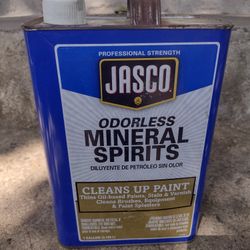 PROFESSIONAL STRENGTH
JASCO
ODORLESS
MINERAL
SPIRITS
DILUYENTE DE PETRÓLEO SIN OLOR
CLEANS UP PAINT
Thins Oil-based Paints, Stain & Varnish
Cleans Brushes, Equipment
& Paint Splatters